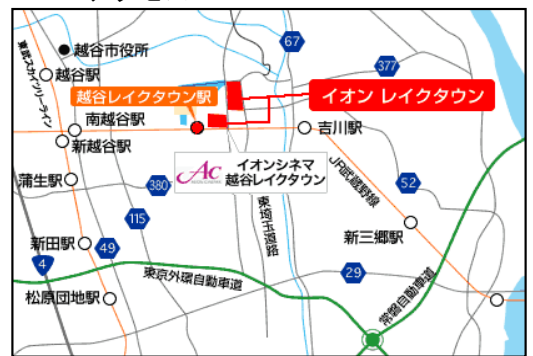 67
越谷市役所
377
越谷駅
東武スカイツリーライン
越谷レイクタウン駅
イオン レイクタウン
南越谷駅
吉川駅
新越谷駅
イオンシネマ
越谷レイクタウン
Ac
JR武蔵野線
蒲生駅
380
52
115
東埼玉道路
新三郷駅
新田駅
49
4
東京外環自動車道
29
常磐自動車道
松原団地駅